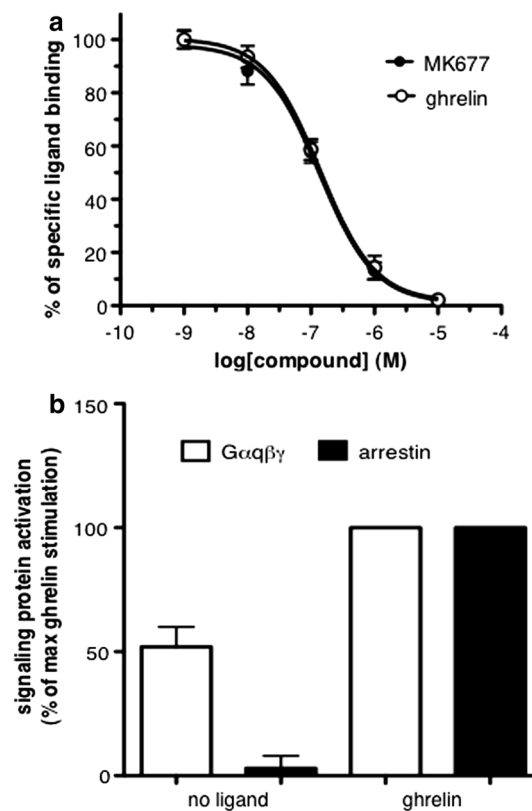 a
% of specific ligand binding
100
80
60
40
20
0
MK677
ghrelin
-10 -9 -8 -7 -6 -5 -4
log[compound] (M)
b
signaling protein activation
(% of max ghrelin stimulation)
150
100
50
0
Gαqβγ arrestin
no ligand ghrelin